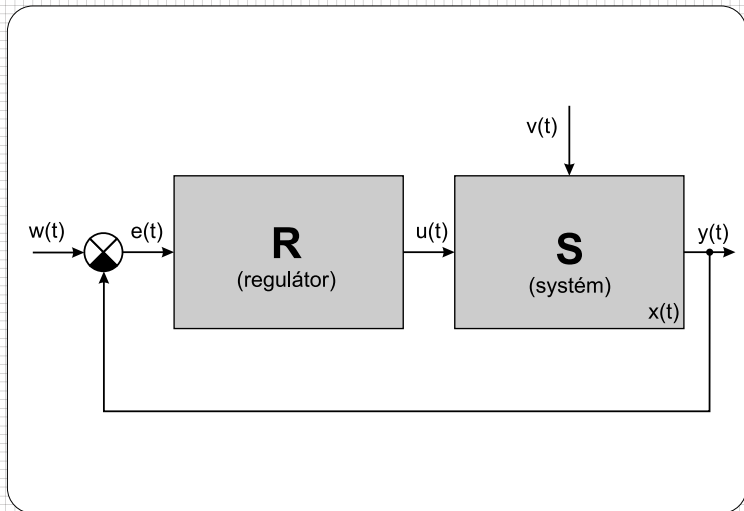 v(t)
w(t)
e(t)
R
(regulátor)
u(t)
S
(systém)
x(t)
y(t)